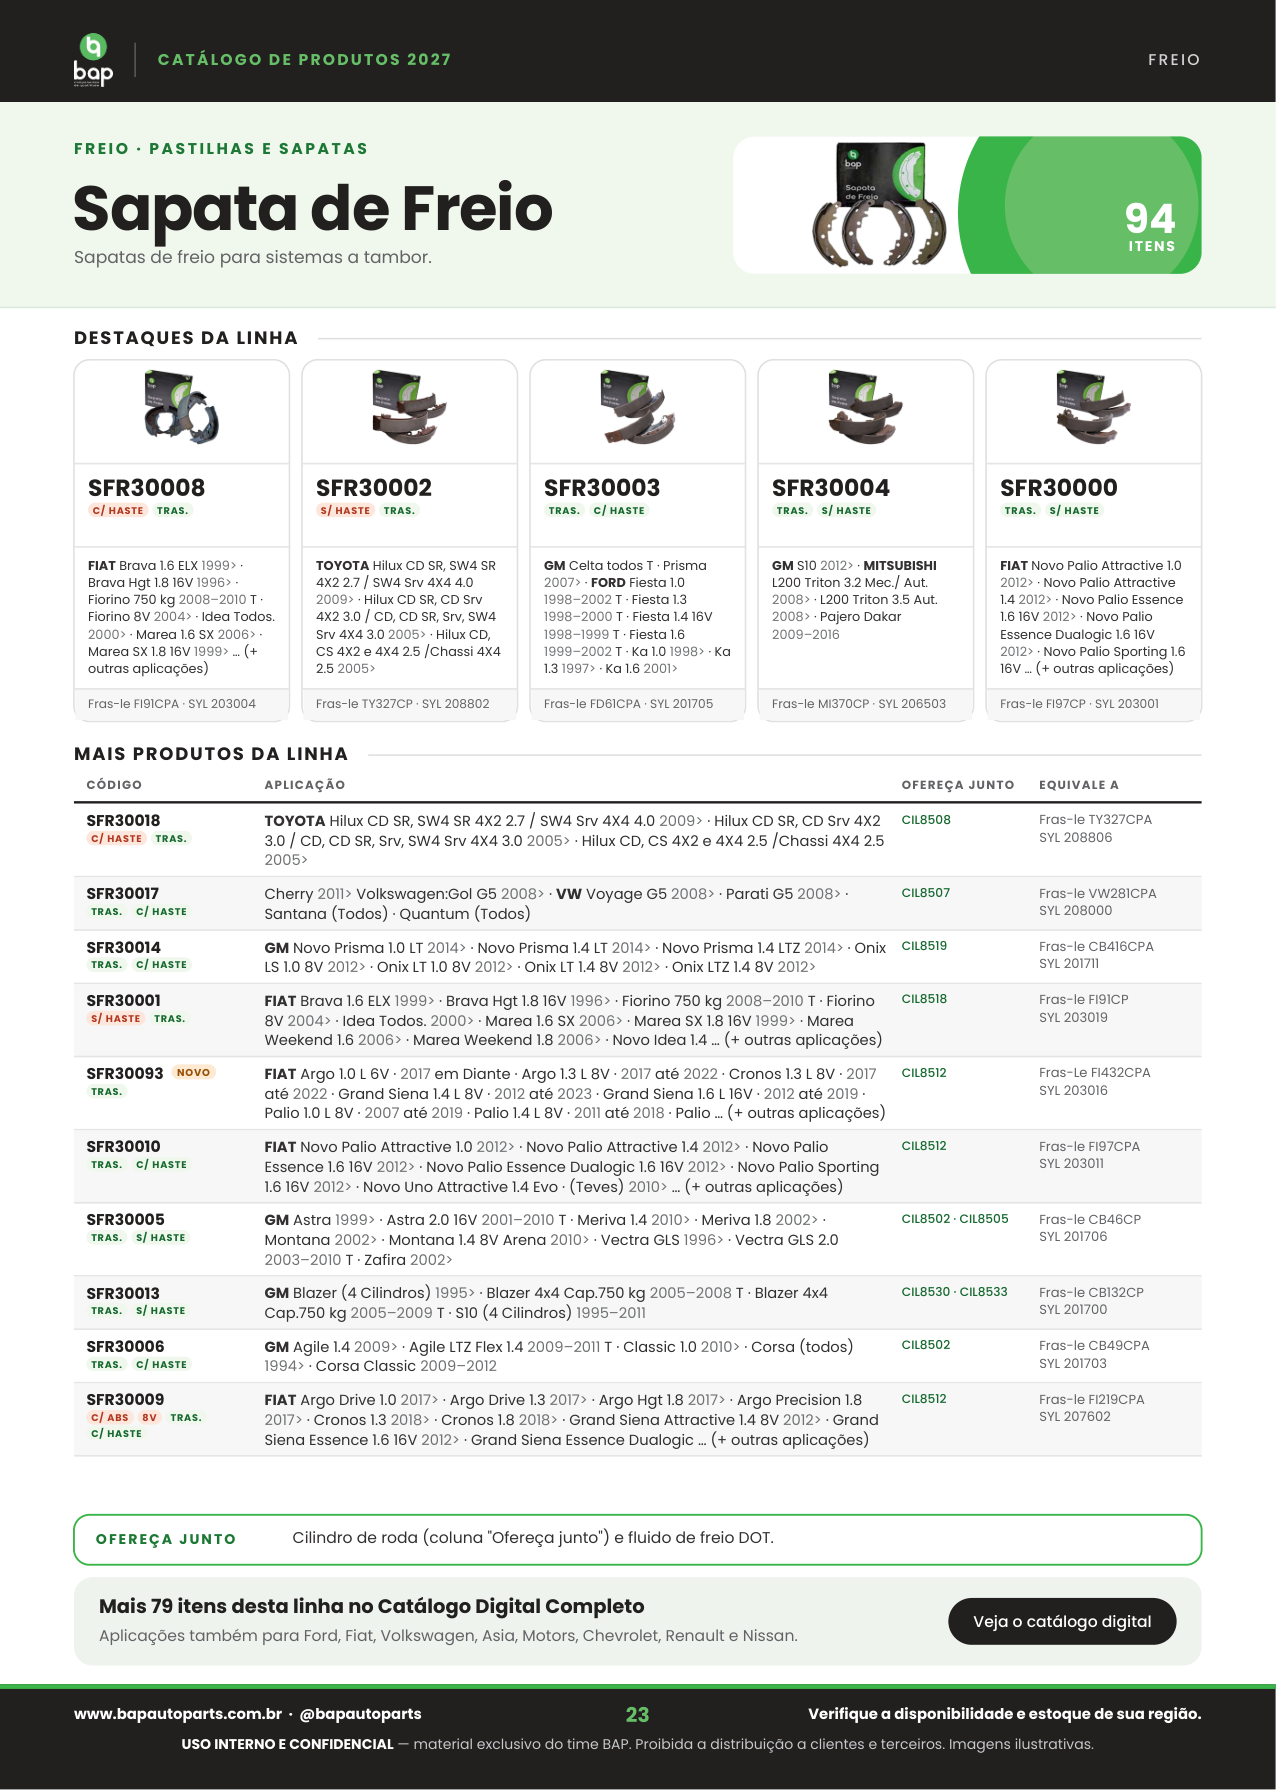 bap
CATÁLOGO DE PRODUTOS 2027
FREIO
FREIO · PASTILHAS E SAPATAS
Sapata de Freio
Sapatas de freio para sistemas a tambor.
bap
Sapata
de Freio
94
ITENS
DESTAQUES DA LINHA
SFR30008
C/ HASTE TRAS.
FIAT Brava 1.6 ELX 1999> ·
Brava Hgt 1.8 16V 1996> ·
Fiorino 750 kg 2008–2010 T ·
Fiorino 8V 2004> · Idea Todos.
2000> · Marea 1.6 SX 2006> ·
Marea SX 1.8 16V 1999> … (+
outras aplicações)
Fras-le FI91CPA · SYL 203004
SFR30002
S/ HASTE TRAS.
TOYOTA Hilux CD SR, SW4 SR
4X2 2.7 / SW4 Srv 4X4 4.0
2009> · Hilux CD SR, CD Srv
4X2 3.0 / CD, CD SR, Srv, SW4
Srv 4X4 3.0 2005> · Hilux CD,
CS 4X2 e 4X4 2.5 /Chassi 4X4
2.5 2005>
Fras-le TY327CP · SYL 208802
SFR30003
TRAS. C/ HASTE
GM Celta todos T · Prisma
2007> · FORD Fiesta 1.0
1998–2002 T · Fiesta 1.3
1998–2000 T · Fiesta 1.4 16V
1998–1999 T · Fiesta 1.6
1999–2002 T · Ka 1.0 1998> · Ka
1.3 1997> · Ka 1.6 2001>
Fras-le FD61CPA · SYL 201705
SFR30004
TRAS. S/ HASTE
GM S10 2012> · MITSUBISHI
L200 Triton 3.2 Mec./ Aut.
2008> · L200 Triton 3.5 Aut.
2008> · Pajero Dakar
2009–2016
Fras-le MI370CP · SYL 206503
SFR30000
TRAS. S/ HASTE
FIAT Novo Palio Attractive 1.0
2012> · Novo Palio Attractive
1.4 2012> · Novo Palio Essence
1.6 16V 2012> · Novo Palio
Essence Dualogic 1.6 16V
2012> · Novo Palio Sporting 1.6
16V … (+ outras aplicações)
Fras-le FI97CP · SYL 203001
MAIS PRODUTOS DA LINHA
CÓDIGO APLICAÇÃO OFEREÇA JUNTO EQUIVALE A
SFR30018
C/ HASTE TRAS.
TOYOTA Hilux CD SR, SW4 SR 4X2 2.7 / SW4 Srv 4X4 4.0 2009> · Hilux CD SR, CD Srv 4X2
3.0 / CD, CD SR, Srv, SW4 Srv 4X4 3.0 2005> · Hilux CD, CS 4X2 e 4X4 2.5 /Chassi 4X4 2.5
2005>
CIL8508
Fras-le TY327CPA
SYL 208806
SFR30017
TRAS. C/ HASTE
Cherry 2011> Volkswagen:Gol G5 2008> · VW Voyage G5 2008> · Parati G5 2008> ·
Santana (Todos) · Quantum (Todos)
CIL8507
Fras-le VW281CPA
SYL 208000
SFR30014
TRAS. C/ HASTE
GM Novo Prisma 1.0 LT 2014> · Novo Prisma 1.4 LT 2014> · Novo Prisma 1.4 LTZ 2014> · Onix
LS 1.0 8V 2012> · Onix LT 1.0 8V 2012> · Onix LT 1.4 8V 2012> · Onix LTZ 1.4 8V 2012>
CIL8519
Fras-le CB416CPA
SYL 201711
SFR30001
S/ HASTE TRAS.
FIAT Brava 1.6 ELX 1999> · Brava Hgt 1.8 16V 1996> · Fiorino 750 kg 2008–2010 T · Fiorino
8V 2004> · Idea Todos. 2000> · Marea 1.6 SX 2006> · Marea SX 1.8 16V 1999> · Marea
Weekend 1.6 2006> · Marea Weekend 1.8 2006> · Novo Idea 1.4 … (+ outras aplicações)
CIL8518
Fras-le FI91CP
SYL 203019
SFR30093 NOVO
TRAS.
FIAT Argo 1.0 L 6V · 2017 em Diante · Argo 1.3 L 8V · 2017 até 2022 · Cronos 1.3 L 8V · 2017
até 2022 · Grand Siena 1.4 L 8V · 2012 até 2023 · Grand Siena 1.6 L 16V · 2012 até 2019 ·
Palio 1.0 L 8V · 2007 até 2019 · Palio 1.4 L 8V · 2011 até 2018 · Palio … (+ outras aplicações)
CIL8512
Fras-Le FI432CPA
SYL 203016
SFR30010
TRAS. C/ HASTE
FIAT Novo Palio Attractive 1.0 2012> · Novo Palio Attractive 1.4 2012> · Novo Palio
Essence 1.6 16V 2012> · Novo Palio Essence Dualogic 1.6 16V 2012> · Novo Palio Sporting
1.6 16V 2012> · Novo Uno Attractive 1.4 Evo · (Teves) 2010> … (+ outras aplicações)
CIL8512
Fras-le FI97CPA
SYL 203011
SFR30005
TRAS. S/ HASTE
GM Astra 1999> · Astra 2.0 16V 2001–2010 T · Meriva 1.4 2010> · Meriva 1.8 2002> ·
Montana 2002> · Montana 1.4 8V Arena 2010> · Vectra GLS 1996> · Vectra GLS 2.0
2003–2010 T · Zafira 2002>
CIL8502 · CIL8505
Fras-le CB46CP
SYL 201706
SFR30013
TRAS. S/ HASTE
GM Blazer (4 Cilindros) 1995> · Blazer 4x4 Cap.750 kg 2005–2008 T · Blazer 4x4
Cap.750 kg 2005–2009 T · S10 (4 Cilindros) 1995–2011
CIL8530 · CIL8533
Fras-le CB132CP
SYL 201700
SFR30006
TRAS. C/ HASTE
GM Agile 1.4 2009> · Agile LTZ Flex 1.4 2009–2011 T · Classic 1.0 2010> · Corsa (todos)
1994> · Corsa Classic 2009–2012
CIL8502
Fras-le CB49CPA
SYL 201703
SFR30009
C/ ABS 8V TRAS.
C/ HASTE
FIAT Argo Drive 1.0 2017> · Argo Drive 1.3 2017> · Argo Hgt 1.8 2017> · Argo Precision 1.8
2017> · Cronos 1.3 2018> · Cronos 1.8 2018> · Grand Siena Attractive 1.4 8V 2012> · Grand
Siena Essence 1.6 16V 2012> · Grand Siena Essence Dualogic … (+ outras aplicações)
CIL8512
Fras-le FI219CPA
SYL 207602
OFEREÇA JUNTO
Cilindro de roda (coluna "Ofereça junto") e fluido de freio DOT.
Mais 79 itens desta linha no Catálogo Digital Completo
Aplicações também para Ford, Fiat, Volkswagen, Asia, Motors, Chevrolet, Renault e Nissan.
Veja o catálogo digital
www.bapautoparts.com.br · @bapautoparts
23
Verifique a disponibilidade e estoque de sua região.
USO INTERNO E CONFIDENCIAL — material exclusivo do time BAP. Proibida a distribuição a clientes e terceiros. Imagens ilustrativas.